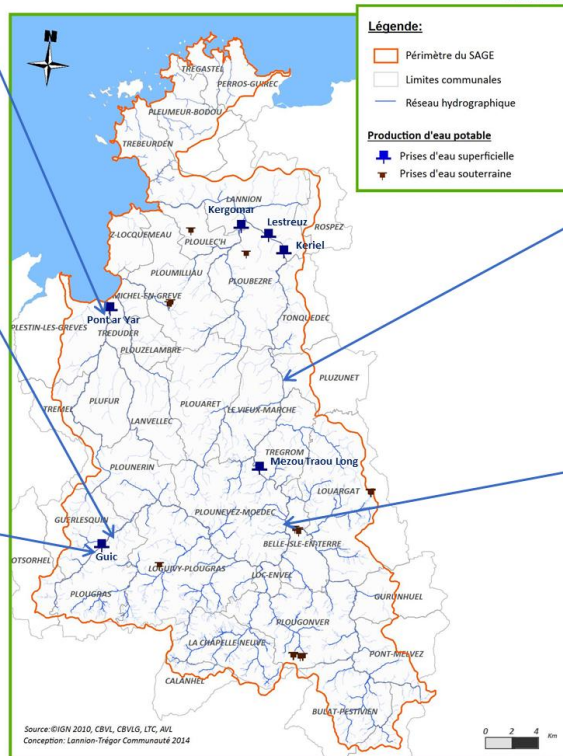 Légende:
Périmètre du SAGE
Limites communales
Réseau hydrographique
Production d'eau potable
Prises d'eau superficielle
Prises d'eau souterraine
N
TREGASTEL
PERROS-GUIREC
PLEUMEUR-BODOU
TREBEURDEN
LANNION
Kergomar
Lestreuz
ROSPEZ
Z-LOCQUEMEAU
PLOULEC'H
Keriel
PLOUMILLIAU
PLOUBEZRE
MICHEL-EN-GREVE
Pont ar Yar
TONQUEDEC
PLESTIN-LES-GREVES
TREDUDER
PLOUZELAMBRE
PLUZUNET
TREMEL
PLUFUR
PLOUARET
LE VIEUX-MARCHE
LANVELLEC
TREGROM
PLOUNERIN
Mezou Traou Long
LOUARGAT
PLOUNEVEZ-MOEDEC
GUERLESQUIN
BELLE-ISLE-EN-TERRE
OTSORHEL
Guic
LOGUIVY-PLOUGRAS
LOC-ENVEL
PLOUGRAS
GURUNHUEL
PLOUGONVER
LA CHAPELLE-NEUVE
PONT-MELVEZ
CALANHEL
BULAT-PESTIVIEN
Source:©IGN 2010, CBVL, CBVLG, LTC, AVL
Conception: Lannion-Trégor Communauté 2014
0 2 4 Km